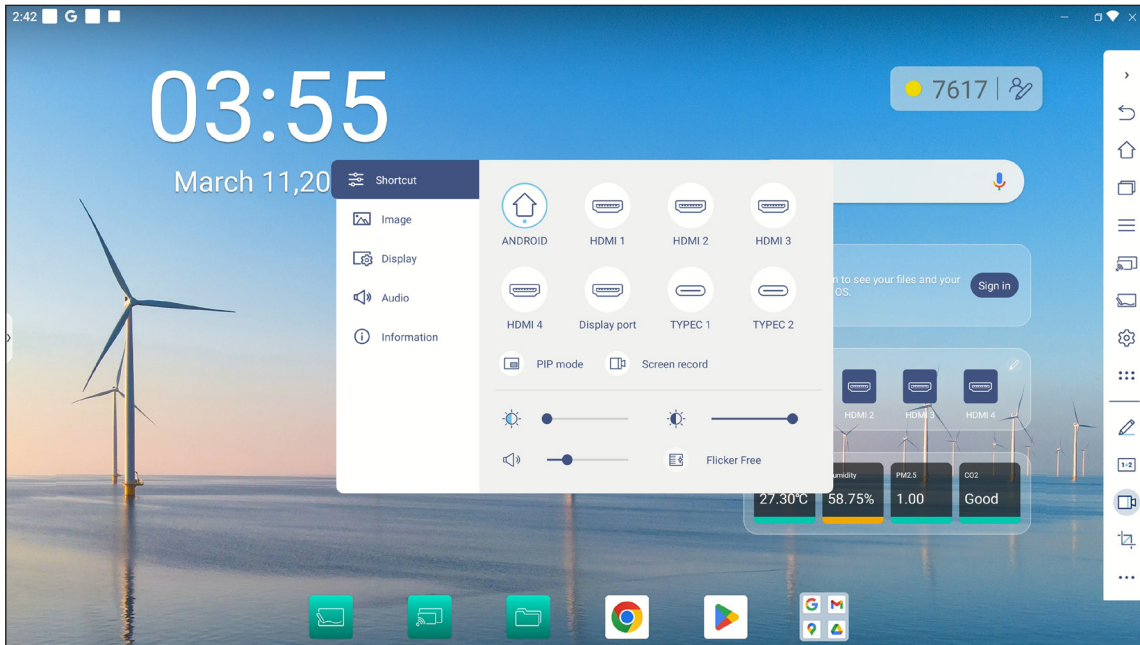 2:42 G
03:55
7617
March 11,20
Shortcut
Image
Display
Audio
Information
ANDROID
HDMI 1
HDMI 2
HDMI 3
HDMI 4
Display port
TYPEC 1
TYPEC 2
PIP mode
Screen record
Flicker Free
n to see your files and your
OS.
Sign in
HDMI 2
HDMI 3
HDMI 4
umidity
PM2.5
CO2
27.30°C
58.75%
1.00
Good
1+2